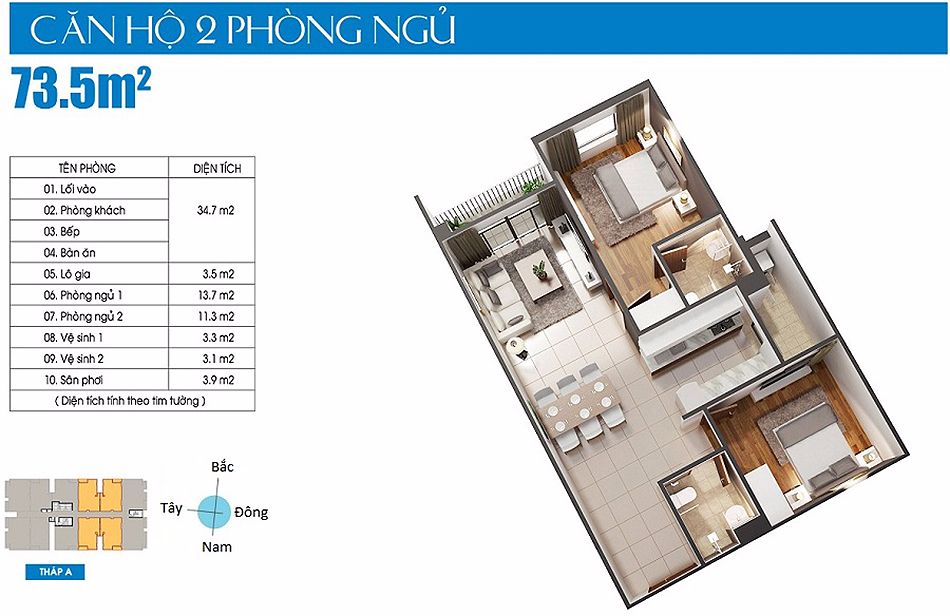 CĂN HỘ 2 PHÒNG NGỦ
73.5m²
TÊN PHÒNG DIỆN TÍCH
01. Lối vào
02. Phòng khách 34.7 m2
03. Bếp
04. Bàn ăn
05. Lô gia 3.5 m2
06. Phòng ngủ 1 13.7 m2
07. Phòng ngủ 2 11.3 m2
08. Vệ sinh 1 3.3 m2
09. Vệ sinh 2 3.1 m2
10. Sân phơi 3.9 m2
( Diện tích tính theo tim tường )
Bắc
Tây
Đông
Nam
THÁP A